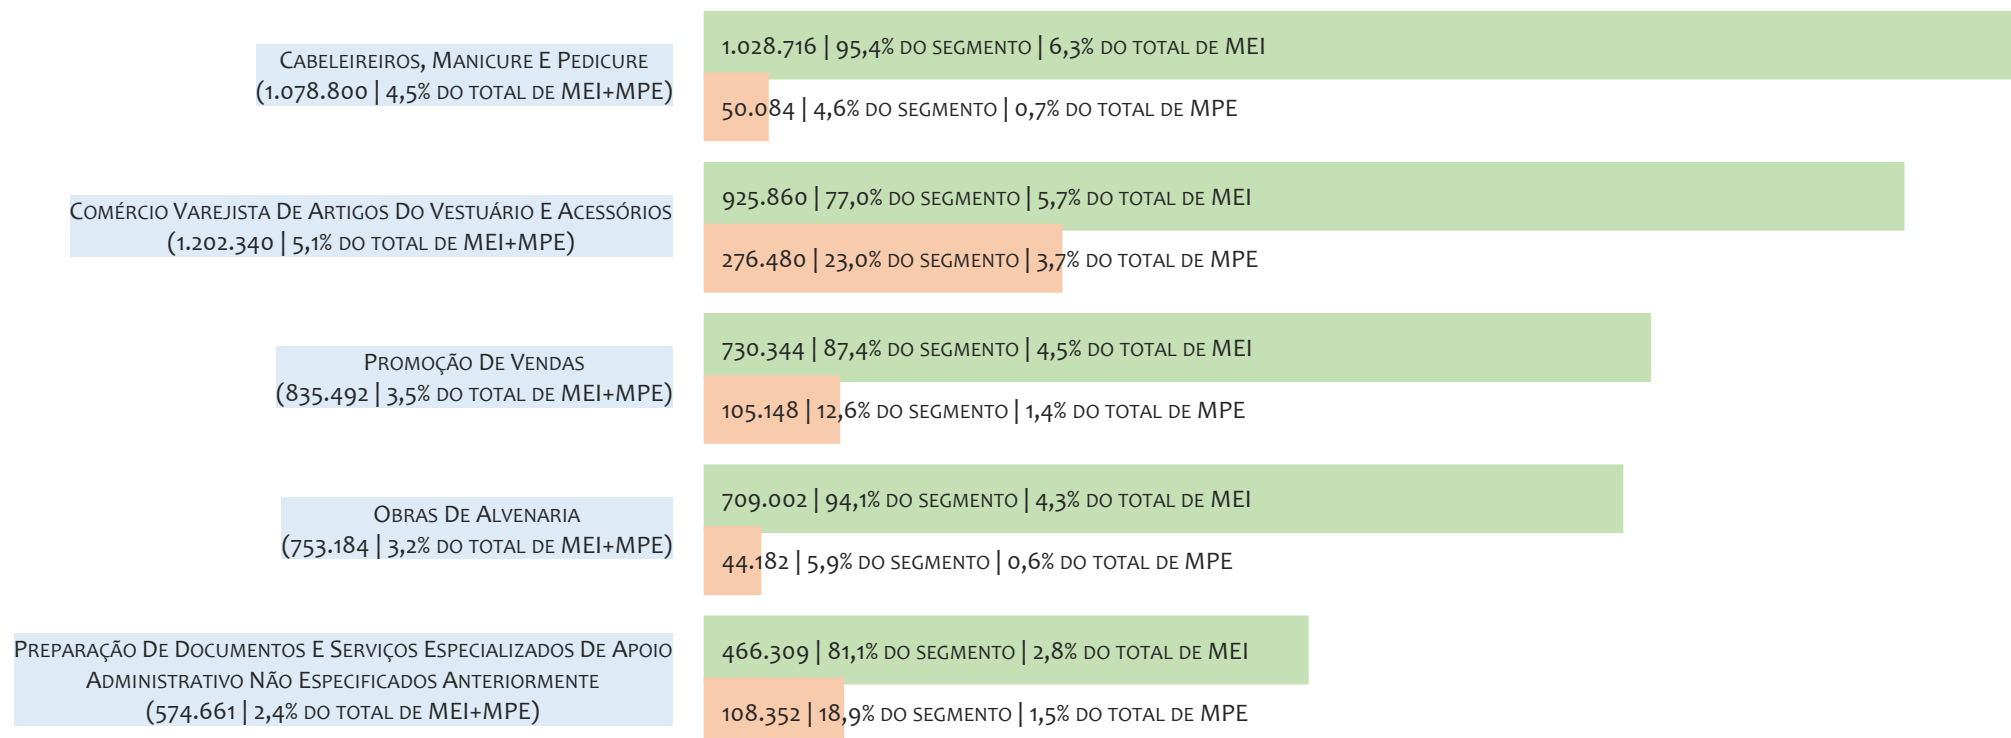 Cabeleireiros, Manicure E Pedicure
(1.078.800 | 4,5% do total de MEI+MPE)
1.028.716 | 95,4% do segmento | 6,3% do total de MEI
50.084 | 4,6% do segmento | 0,7% do total de MPE
Comércio Varejista De Artigos Do Vestuário E Acessórios
(1.202.340 | 5,1% do total de MEI+MPE)
925.860 | 77,0% do segmento | 5,7% do total de MEI
276.480 | 23,0% do segmento | 3,7% do total de MPE
Promoção De Vendas
(835.492 | 3,5% do total de MEI+MPE)
730.344 | 87,4% do segmento | 4,5% do total de MEI
105.148 | 12,6% do segmento | 1,4% do total de MPE
Obras De Alvenaria
(753.184 | 3,2% do total de MEI+MPE)
709.002 | 94,1% do segmento | 4,3% do total de MEI
44.182 | 5,9% do segmento | 0,6% do total de MPE
Preparação De Documentos E Serviços Especializados De Apoio
Administrativo Não Especificados Anteriormente
(574.661 | 2,4% do total de MEI+MPE)
466.309 | 81,1% do segmento | 2,8% do total de MEI
108.352 | 18,9% do segmento | 1,5% do total de MPE